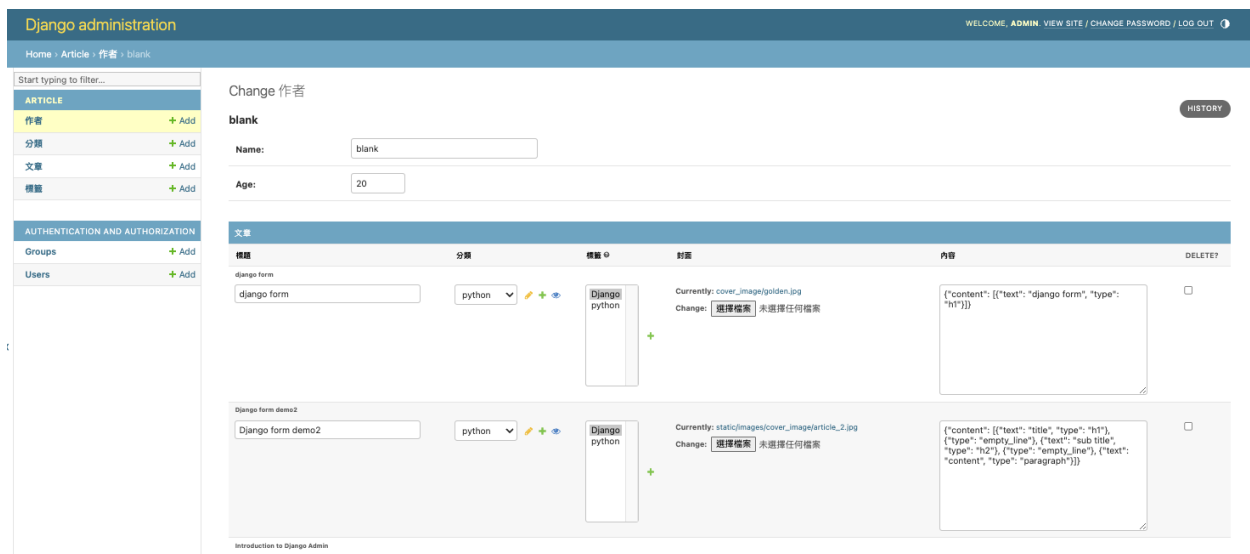 Django administration
WELCOME, ADMIN. VIEW SITE / CHANGE PASSWORD / LOG OUT
Home › Article › 作者 › blank
Start typing to filter...
ARTICLE
作者 + Add
分類 + Add
文章 + Add
標籤 + Add
AUTHENTICATION AND AUTHORIZATION
Groups + Add
Users + Add
Change 作者
HISTORY
blank
Name: blank
Age: 20
文章
標題 分類 標籤 封面 內容 DELETE?
django form
django form
python
Django
python
Currently: cover_image/golden.jpg
Change: 選擇檔案 未選擇任何檔案
{"content": [{"text": "django form", "type":
"h1"}]}
Django form demo2
Django form demo2
python
Django
python
Currently: static/images/cover_image/article_2.jpg
Change: 選擇檔案 未選擇任何檔案
{"content": [{"text": "title", "type": "h1"},
{"type": "empty_line"}, {"text": "sub title",
"type": "h2"}, {"type": "empty_line"}, {"text":
"content", "type": "paragraph"}]}
Introduction to Django Admin